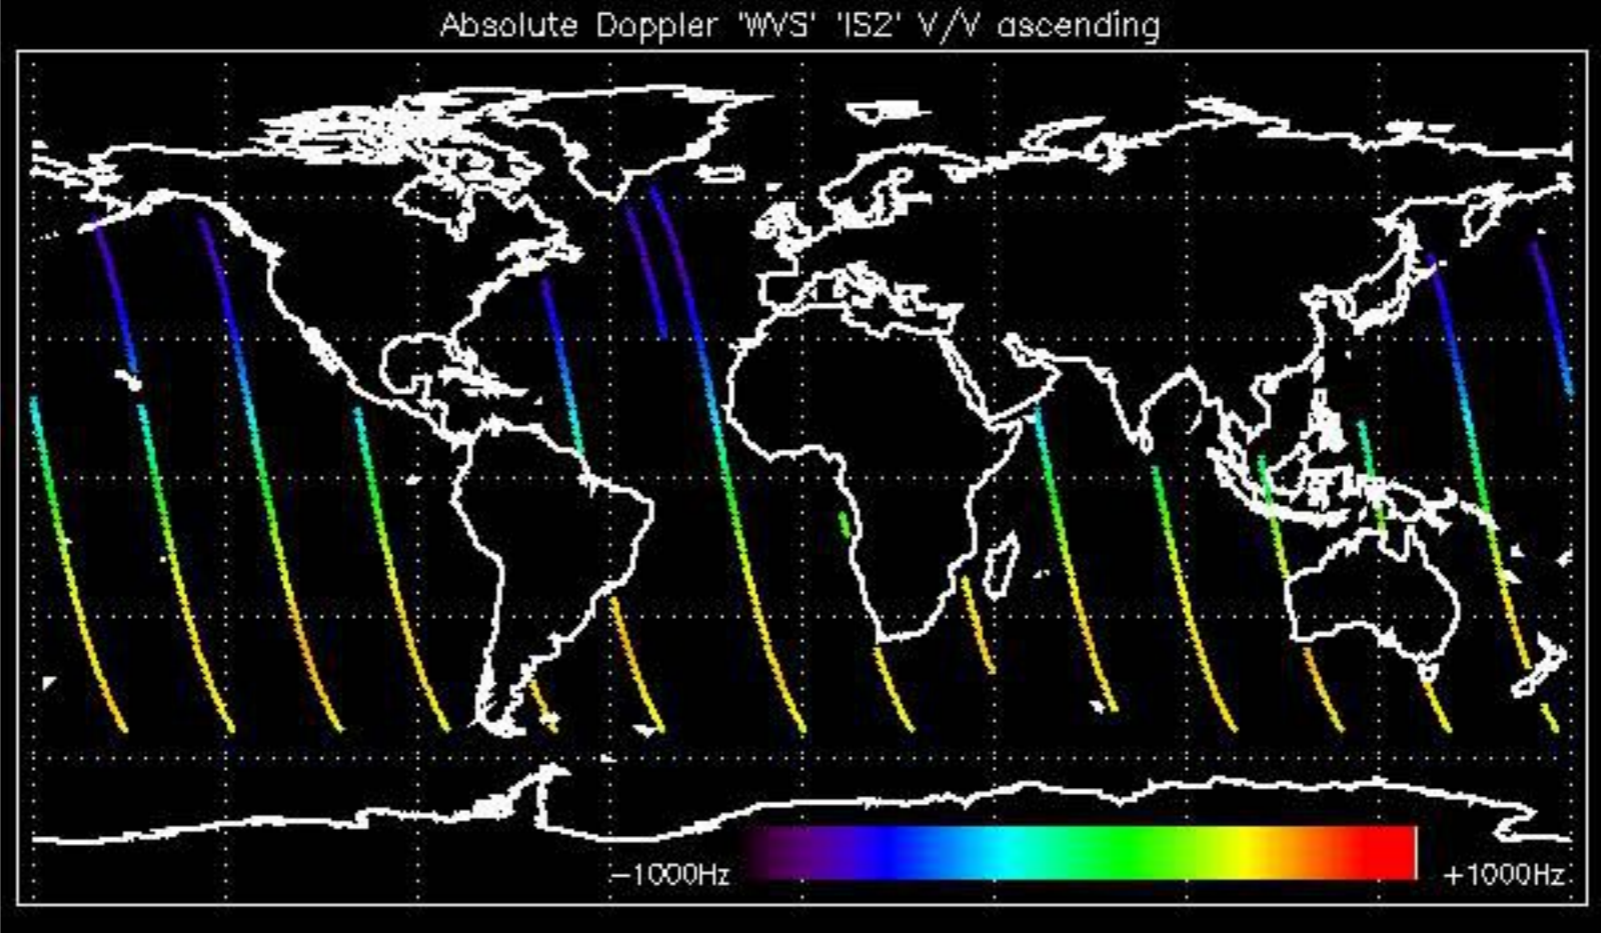 Absolute Doppler 'WVS' 'IS2' V/V ascending
-1000Hz +1000Hz